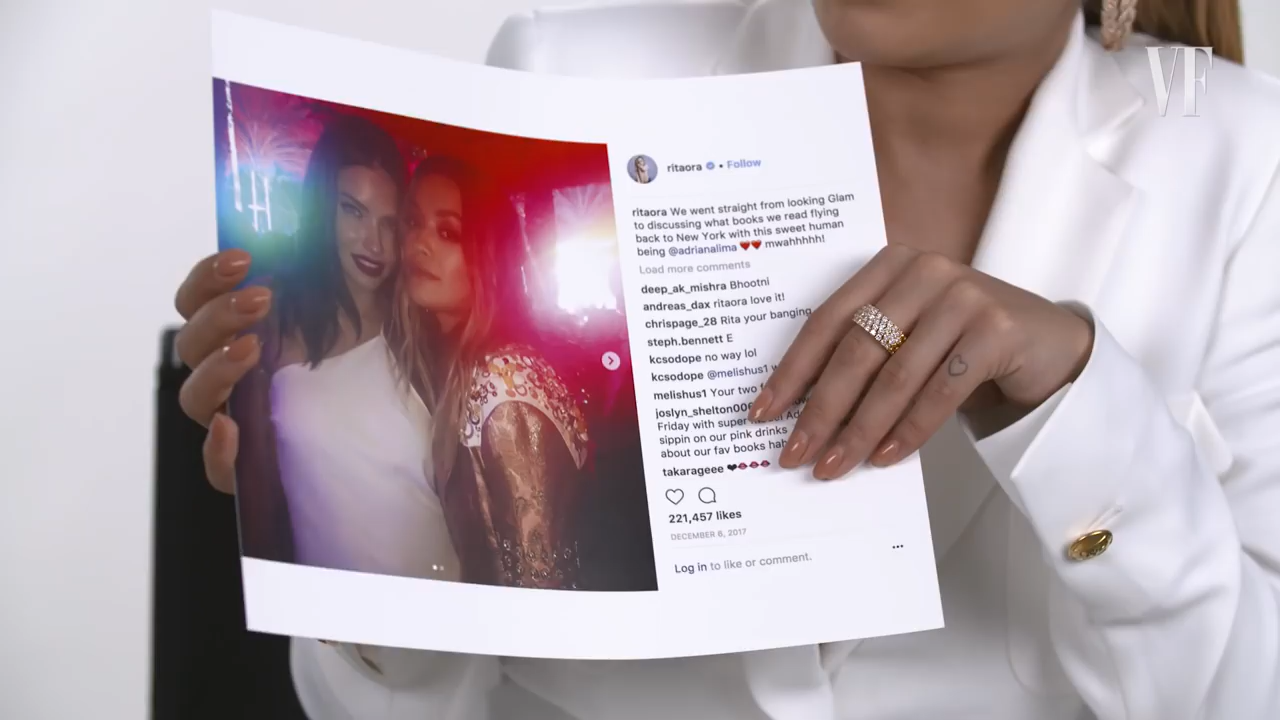 VF
ritaora • Follow
ritaora We went straight from looking Glam
to discussing what books we read flying
back to New York with this sweet human
being @adrianalima ❤❤ mwahhhhh!
Load more comments
deep_ak_mishra Bhootni
andreas_dax ritaora love it!
chrispage_28 Rita your banging
steph.bennett E
kcsodope no way lol
kcsodope @melishus1
melishus1 Your two
joslyn_shelton006
Friday with super
sippin on our pink drinks
about our fav books
takarageee ❤💋💋💋
221,457 likes
DECEMBER 6, 2017
Log in to like or comment.